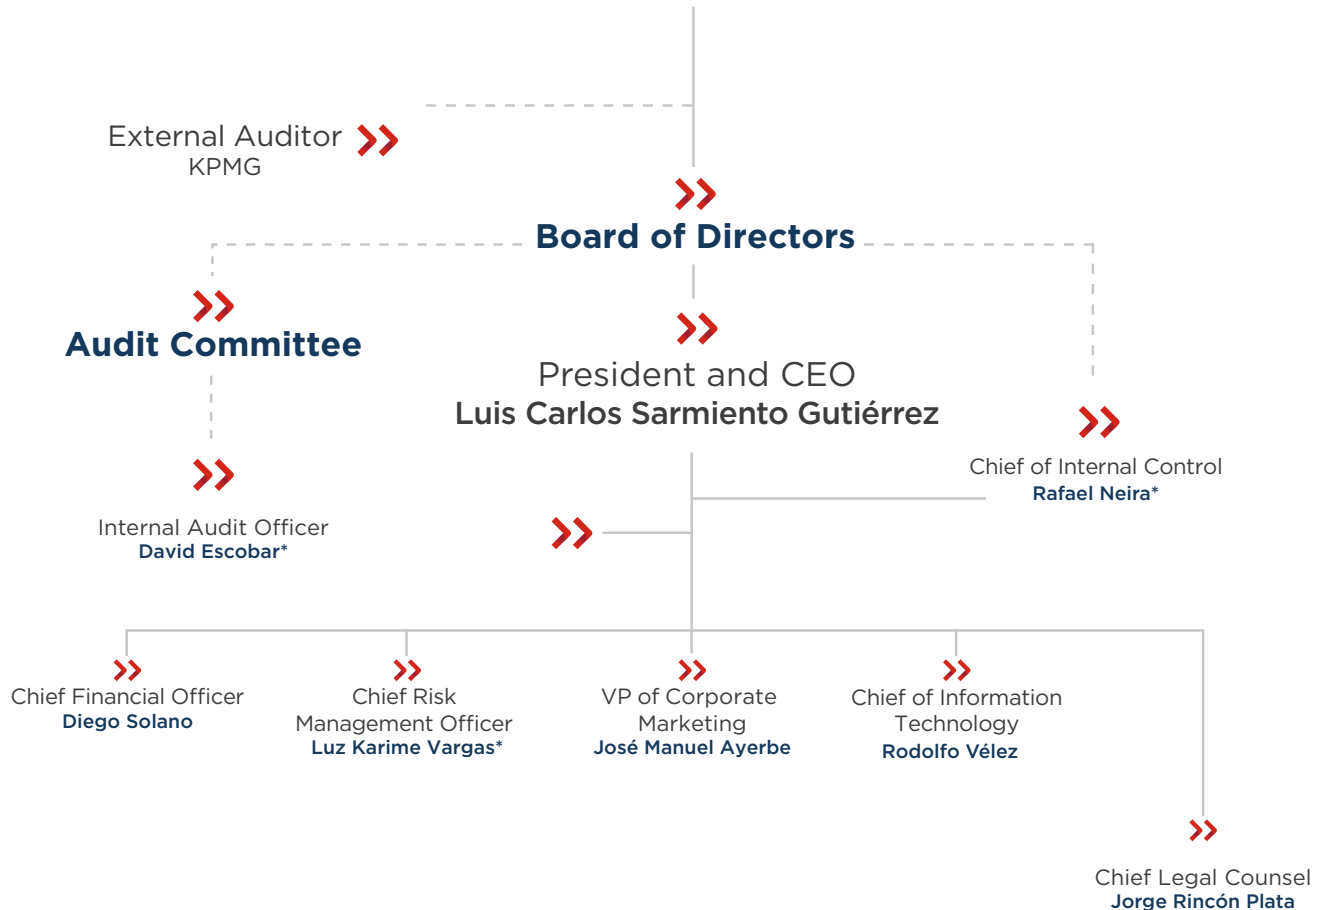 External Auditor
KPMG
Board of Directors
Audit Committee
President and CEO
Luis Carlos Sarmiento Gutiérrez
Chief of Internal Control
Rafael Neira*
Internal Audit Officer
David Escobar*
Chief Financial Officer
Diego Solano
Chief Risk
Management Officer
Luz Karime Vargas*
VP of Corporate
Marketing
José Manuel Ayerbe
Chief of Information
Technology
Rodolfo Vélez
Chief Legal Counsel
Jorge Rincón Plata